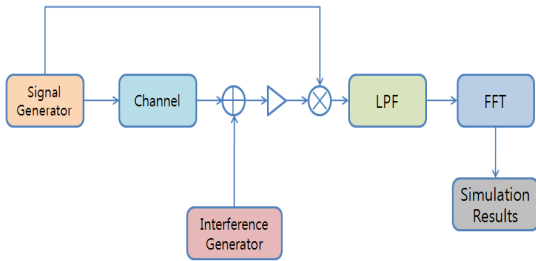 Signal
Generator
Channel
LPF
FFT
Simulation
Results
Interference
Generator